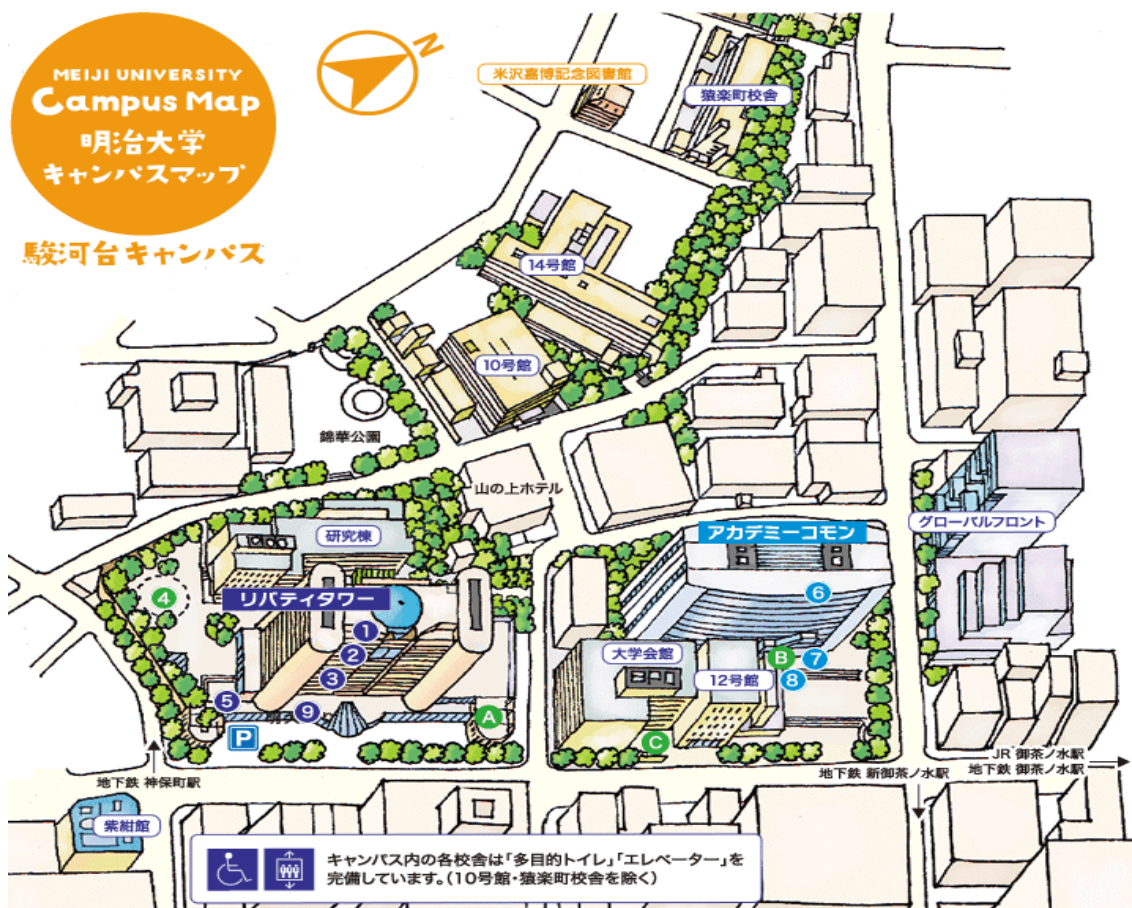 MEIJI UNIVERSITY
Campus Map
明治大学
キャンパスマップ
駿河台キャンパス
N
米沢嘉博記念図書館
猿楽町校舎
14号館
10号館
錦華公園
山の上ホテル
研究棟
アカデミーコモン
グローバルフロント
4
リバティタワー
6
1
2
3
大学会館
B
7
12号館
8
5
9
A
P
C
地下鉄 神保町駅
JR 御茶ノ水駅
地下鉄 新御茶ノ水駅
地下鉄 御茶ノ水駅
紫紺館
キャンパス内の各校舎は「多目的トイレ」「エレベーター」を
完備しています。(10号館・猿楽町校舎を除く)